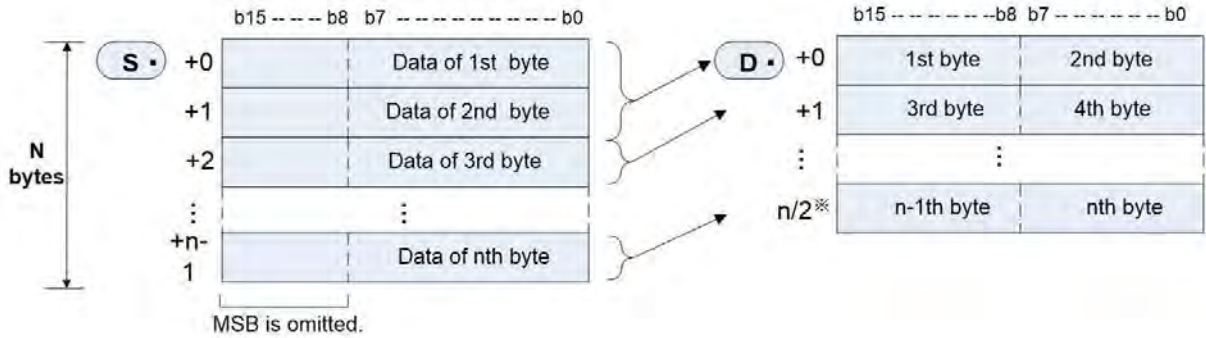 b15 -- -- -- b8 b7 -- -- -- -- -- -- -- b0
S·
+0
Data of 1st byte
+1
Data of 2nd byte
+2
Data of 3rd byte
⋮
⋮
+n-
1
Data of nth byte
N
bytes
MSB is omitted.
b15 -- -- -- -- --b8 b7 -- -- -- -- -- b0
D·
+0
1st byte
2nd byte
+1
3rd byte
4th byte
⋮
⋮
n/2※
n-1th byte
nth byte